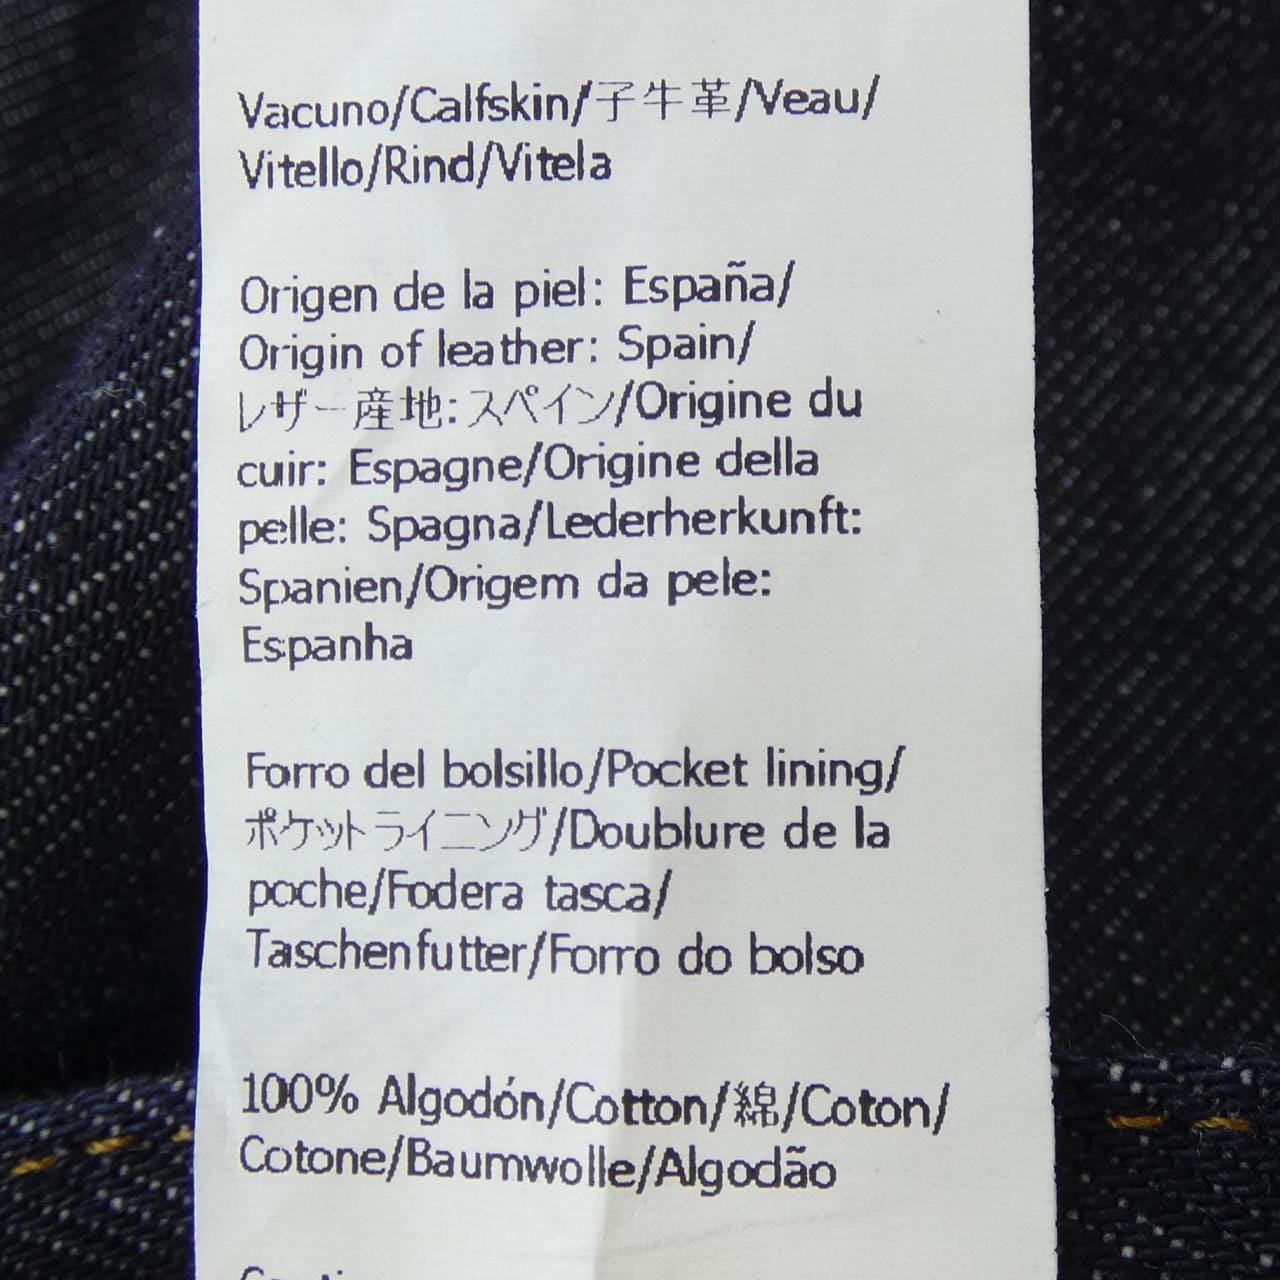 Vacuno/Calfskin/子牛革/Veau/
Vitello/Rind/Vitela
Origen de la piel: España/
Origin of leather: Spain/
レザー産地:スペイン/Origine du
cuir: Espagne/Origine della
pelle: Spagna/Lederherkunft:
Spanien/Origem da pele:
Espanha
Forro del bolsillo/Pocket lining/
ポケットライニング/Doublure de la
poche/Fodera tasca/
Taschenfutter/Forro do bolso
100% Algodón/Cotton/綿/Coton/
Cotone/Baumwolle/Algodão